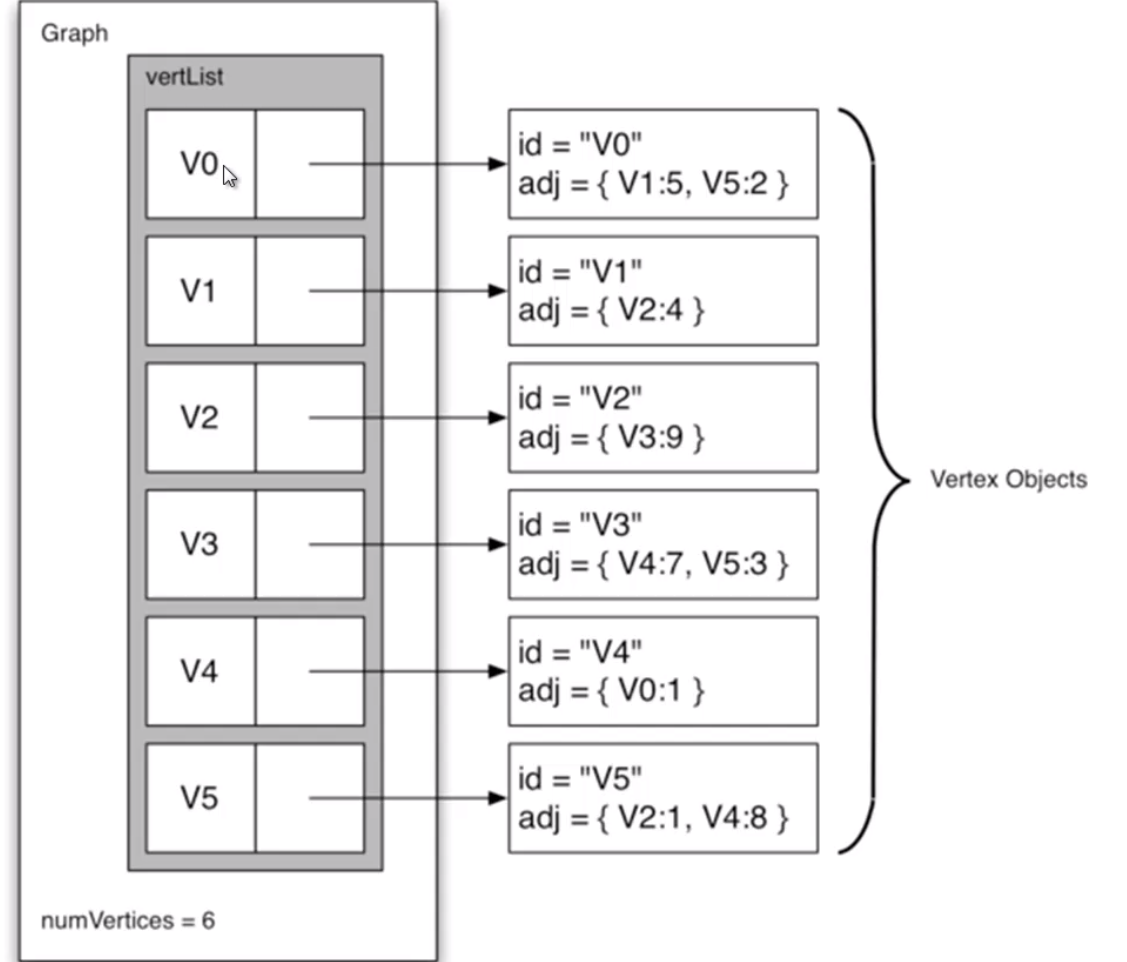 Graph
vertList
V0
id = "V0"
adj = { V1:5, V5:2 }
V1
id = "V1"
adj = { V2:4 }
V2
id = "V2"
adj = { V3:9 }
V3
id = "V3"
adj = { V4:7, V5:3 }
V4
id = "V4"
adj = { V0:1 }
V5
id = "V5"
adj = { V2:1, V4:8 }
Vertex Objects
numVertices = 6